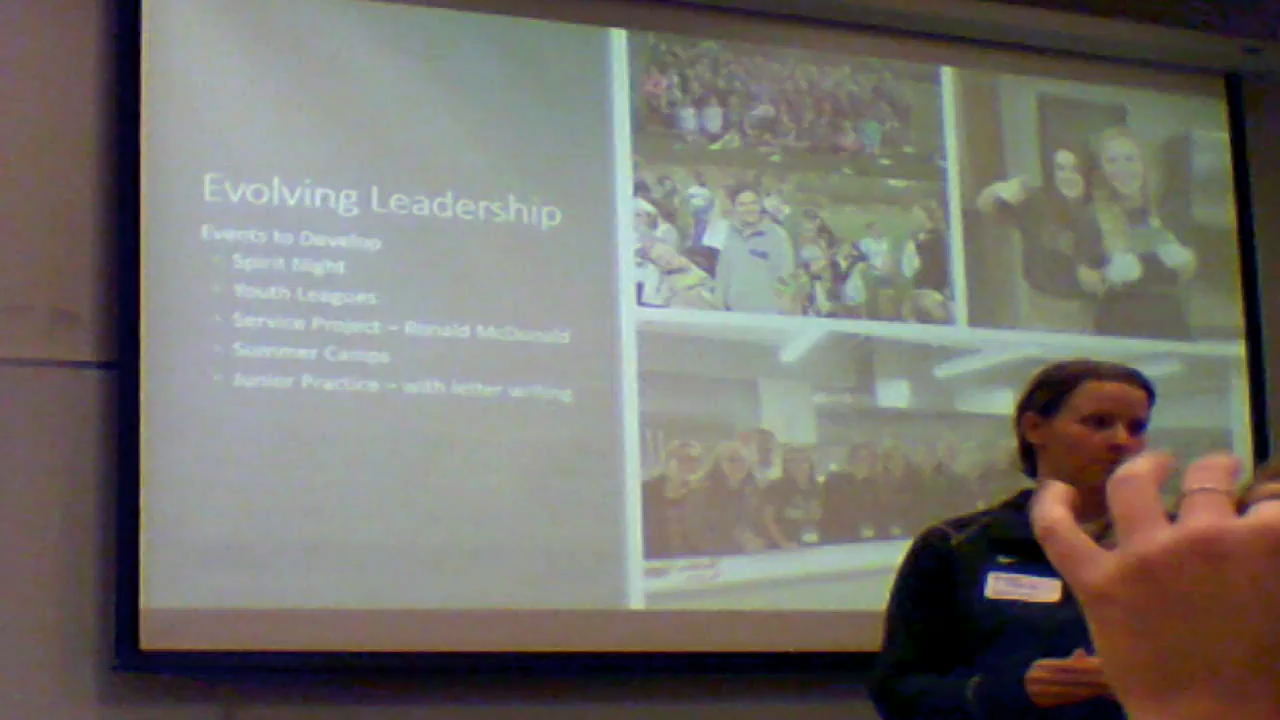 Evolving Leadership
Events to Develop
Spirit Night
Youth Leagues
Service Project – Ronald McDonald
Summer Camps
Junior Practice – with letter writing